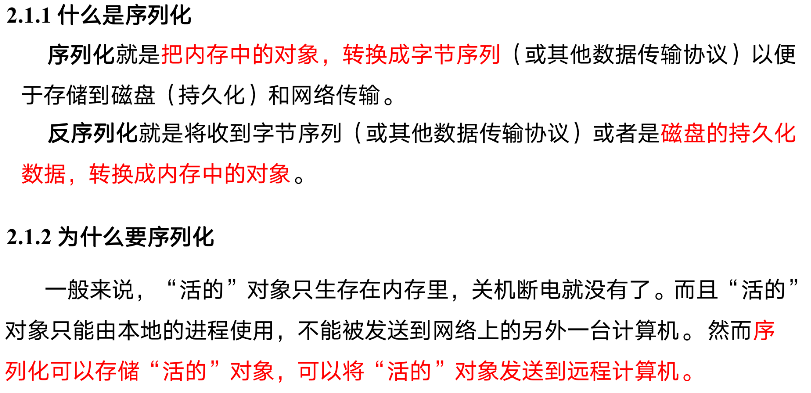 2.1.1 什么是序列化
序列化就是把内存中的对象，转换成字节序列（或其他数据传输协议）以便
于存储到磁盘（持久化）和网络传输。
反序列化就是将收到字节序列（或其他数据传输协议）或者是磁盘的持久化
数据，转换成内存中的对象。
2.1.2 为什么要序列化
一般来说，“活的”对象只生存在内存里，关机断电就没有了。而且“活的”
对象只能由本地的进程使用，不能被发送到网络上的另外一台计算机。 然而序
列化可以存储“活的”对象，可以将“活的”对象发送到远程计算机。